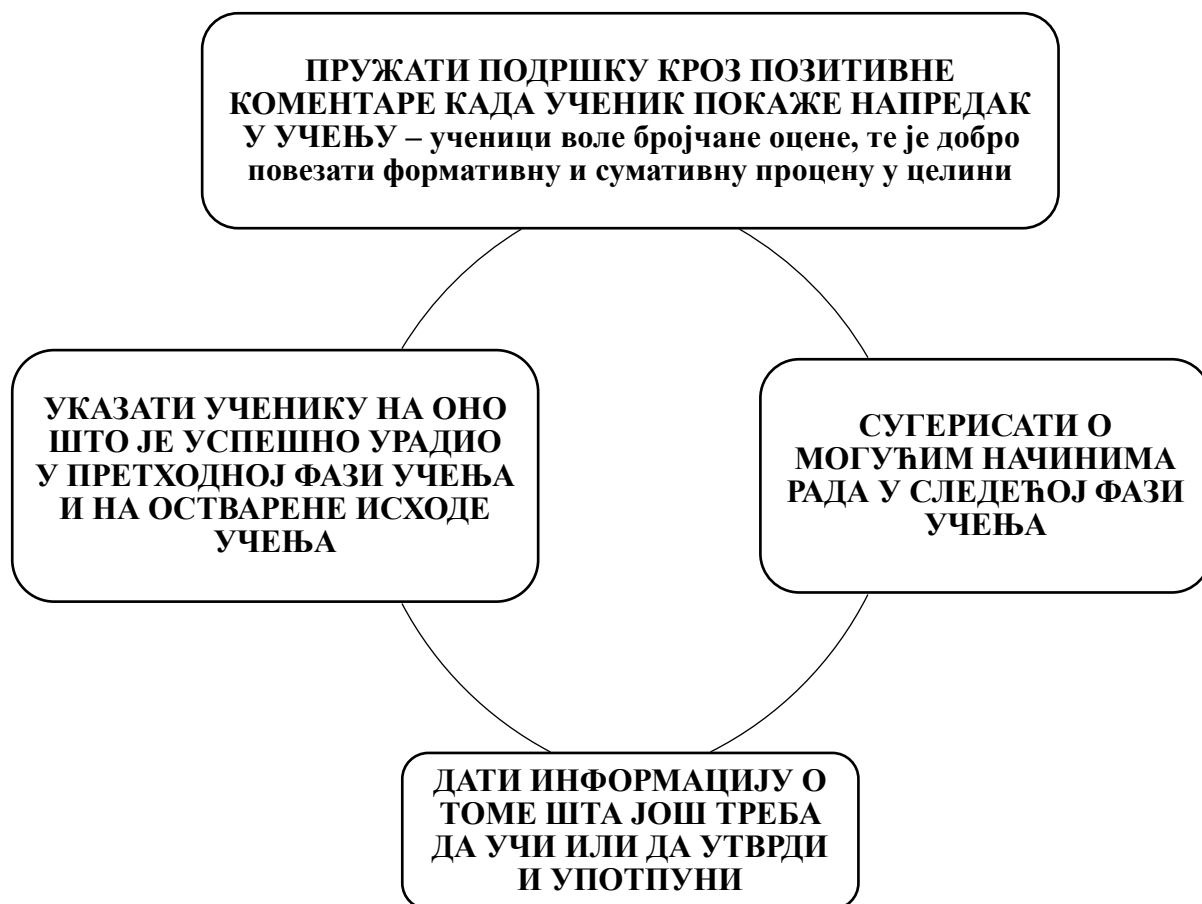 ПРУЖАТИ ПОДРШКУ КРОЗ ПОЗИТИВНЕ
КОМЕНТАРЕ КАДА УЧЕНИК ПОКАЖЕ НАПРЕДАК
У УЧЕЊУ – ученици воле бројчане оцене, те је добро
повезати формативну и сумативну процену у целини
УКАЗАТИ УЧЕНИКУ НА ОНО
ШТО ЈЕ УСПЕШНО УРАДИО
У ПРЕТХОДНОЈ ФАЗИ УЧЕЊА
И НА ОСТВАРЕНЕ ИСХОДЕ
УЧЕЊА
СУГЕРИСАТИ О
МОГУЋИМ НАЧИНИМА
РАДА У СЛЕДЕЋОЈ ФАЗИ
УЧЕЊА
ДАТИ ИНФОРМАЦИЈУ О
ТОМЕ ШТА ЈОШ ТРЕБА
ДА УЧИ ИЛИ ДА УТВРДИ
И УПОТПУНИ